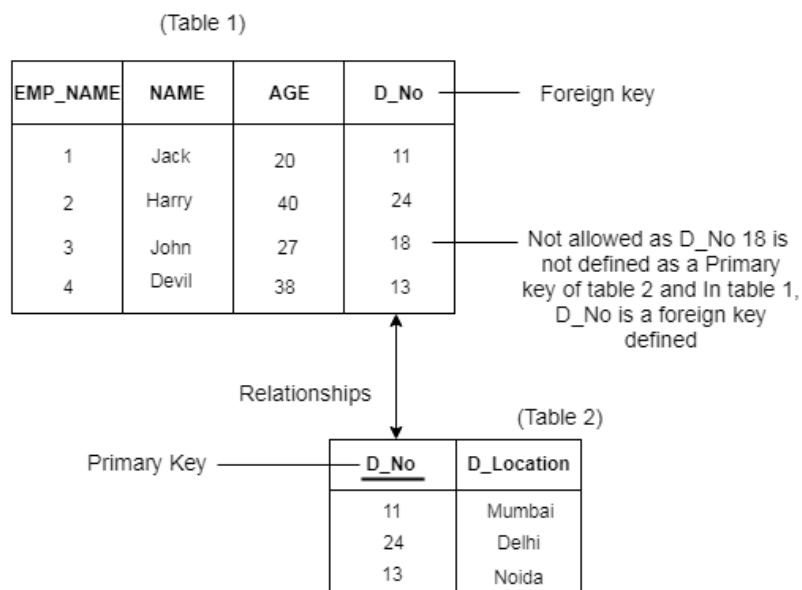 (Table 1)
EMP_NAME NAME AGE D_No Foreign key
1 Jack 20 11
2 Harry 40 24
3 John 27 18
4 Devil 38 13
Not allowed as D_No 18 is
not defined as a Primary
key of table 2 and In table 1,
D_No is a foreign key
defined
Relationships
(Table 2)
Primary Key D_No D_Location
11 Mumbai
24 Delhi
13 Noida